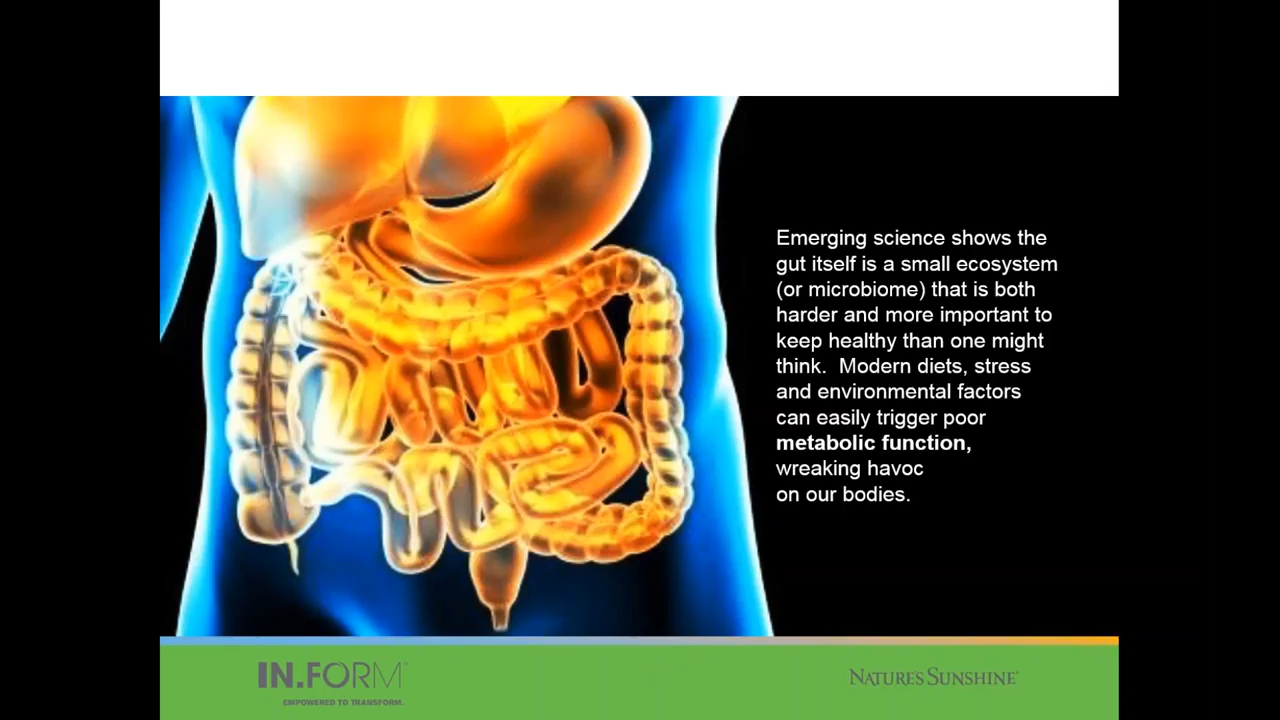 Emerging science shows the
gut itself is a small ecosystem
(or microbiome) that is both
harder and more important to
keep healthy than one might
think.  Modern diets, stress
and environmental factors
can easily trigger poor
metabolic function,
wreaking havoc
on our bodies.
IN.FORM™
EMPOWERED TO TRANSFORM.
NATURE'S SUNSHINE®